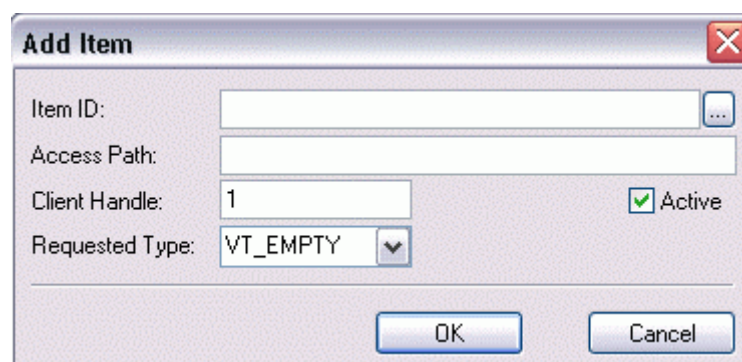 Add Item
Item ID:
...
Access Path:
Client Handle: 1 Active
Requested Type: VT_EMPTY
OK Cancel